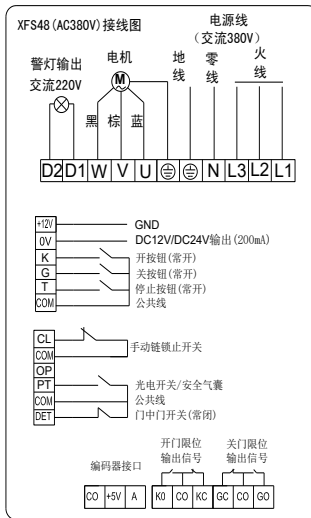 XFS48(AC380V)接线图
电源线
(交流380V)
警灯输出
交流220V
电机
地线
零线
火线
M
黑 棕 蓝
D2 D1 W V U N L3 L2 L1
+12V GND
0V DC12V/DC24V输出(200mA)
K 开按钮(常开)
G 关按钮(常开)
T 停止按钮(常开)
COM 公共线
CL
COM 手动链锁止开关
OP
PT 光电开关/安全气囊
COM 公共线
DET 门中门开关(常闭)
开门限位
输出信号
关门限位
输出信号
编码器接口
CO +5V A K0 CO KC GC CO GO